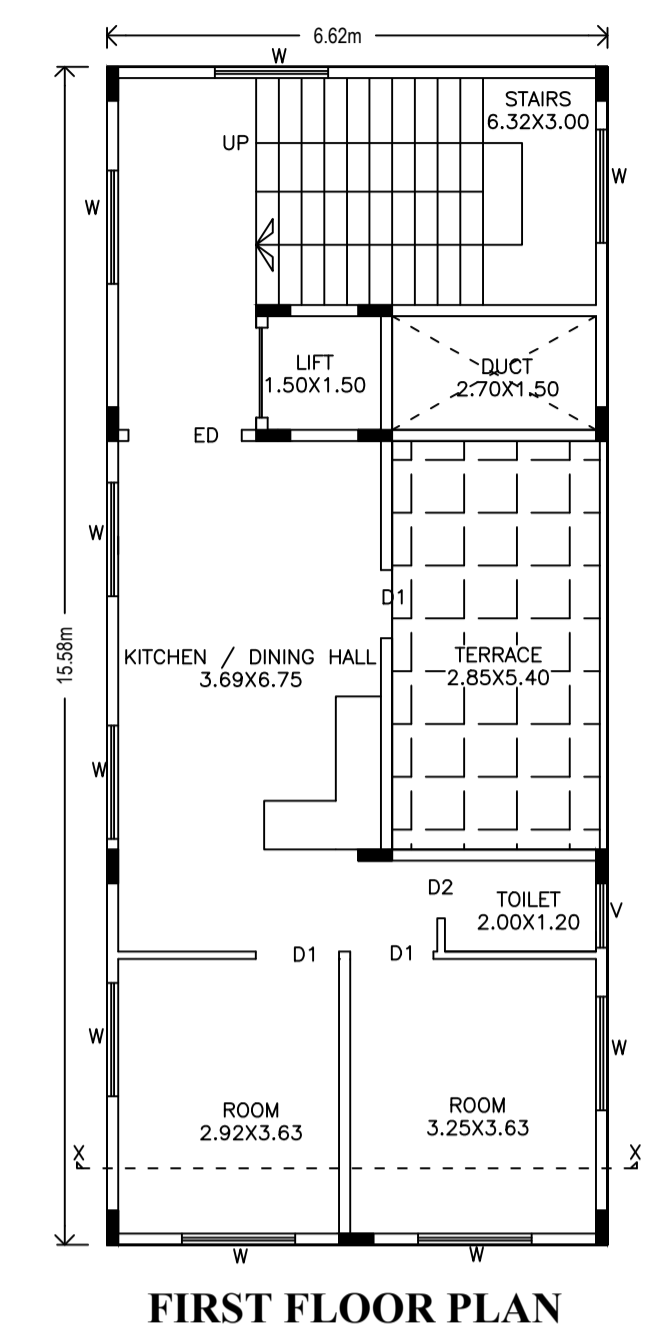 6.62m
W
STAIRS
6.32X3.00
UP
W
W
LIFT
1.50X1.50
DUCT
2.70X1.50
ED
W
D1
15.58m
KITCHEN / DINING HALL
3.69X6.75
TERRACE
2.85X5.40
W
D2
TOILET
2.00X1.20
V
D1
D1
W
W
ROOM
2.92X3.63
ROOM
3.25X3.63
X
X
W
W
FIRST FLOOR PLAN